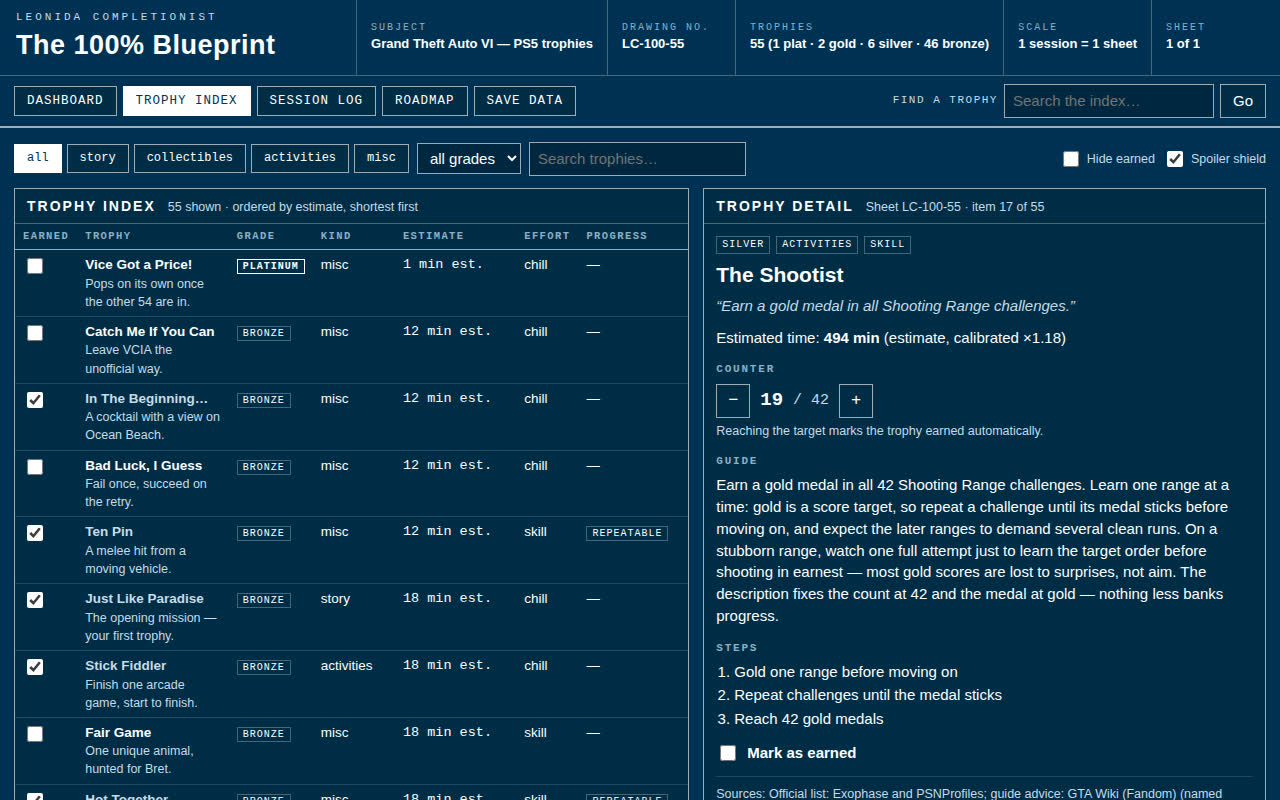 LEONIDA COMPLETIONIST
The 100% Blueprint
SUBJECT
Grand Theft Auto VI — PS5 trophies
DRAWING NO.
LC-100-55
TROPHIES
55 (1 plat · 2 gold · 6 silver · 46 bronze)
SCALE
1 session = 1 sheet
SHEET
1 of 1
DASHBOARD TROPHY INDEX SESSION LOG ROADMAP SAVE DATA FIND A TROPHY Search the index… Go
all story collectibles activities misc all grades Search trophies… Hide earned Spoiler shield
TROPHY INDEX 55 shown · ordered by estimate, shortest first
EARNED TROPHY GRADE KIND ESTIMATE EFFORT PROGRESS
Vice Got a Price! PLATINUM misc 1 min est. chill —
Pops on its own once
the other 54 are in.
Catch Me If You Can BRONZE misc 12 min est. chill —
Leave VCIA the
unofficial way.
In The Beginning… BRONZE misc 12 min est. chill —
A cocktail with a view on
Ocean Beach.
Bad Luck, I Guess BRONZE misc 12 min est. chill —
Fail once, succeed on
the retry.
Ten Pin BRONZE misc 12 min est. skill REPEATABLE
A melee hit from a
moving vehicle.
Just Like Paradise BRONZE story 18 min est. chill —
The opening mission —
your first trophy.
Stick Fiddler BRONZE activities 18 min est. chill —
Finish one arcade
game, start to finish.
Fair Game BRONZE misc 18 min est. skill —
One unique animal,
hunted for Bret.
Hot Together BRONZE misc 18 min est. skill REPEATABLE
TROPHY DETAIL Sheet LC-100-55 · item 17 of 55
SILVER ACTIVITIES SKILL
The Shootist
“Earn a gold medal in all Shooting Range challenges.”
Estimated time: 494 min (estimate, calibrated ×1.18)
COUNTER
− 19 / 42 +
Reaching the target marks the trophy earned automatically.
GUIDE
Earn a gold medal in all 42 Shooting Range challenges. Learn one range at a
time: gold is a score target, so repeat a challenge until its medal sticks before
moving on, and expect the later ranges to demand several clean runs. On a
stubborn range, watch one full attempt just to learn the target order before
shooting in earnest — most gold scores are lost to surprises, not aim. The
description fixes the count at 42 and the medal at gold — nothing less banks
progress.
STEPS
1. Gold one range before moving on
2. Repeat challenges until the medal sticks
3. Reach 42 gold medals
Mark as earned
Sources: Official list: Exophase and PSNProfiles; guide advice: GTA Wiki (Fandom) (named